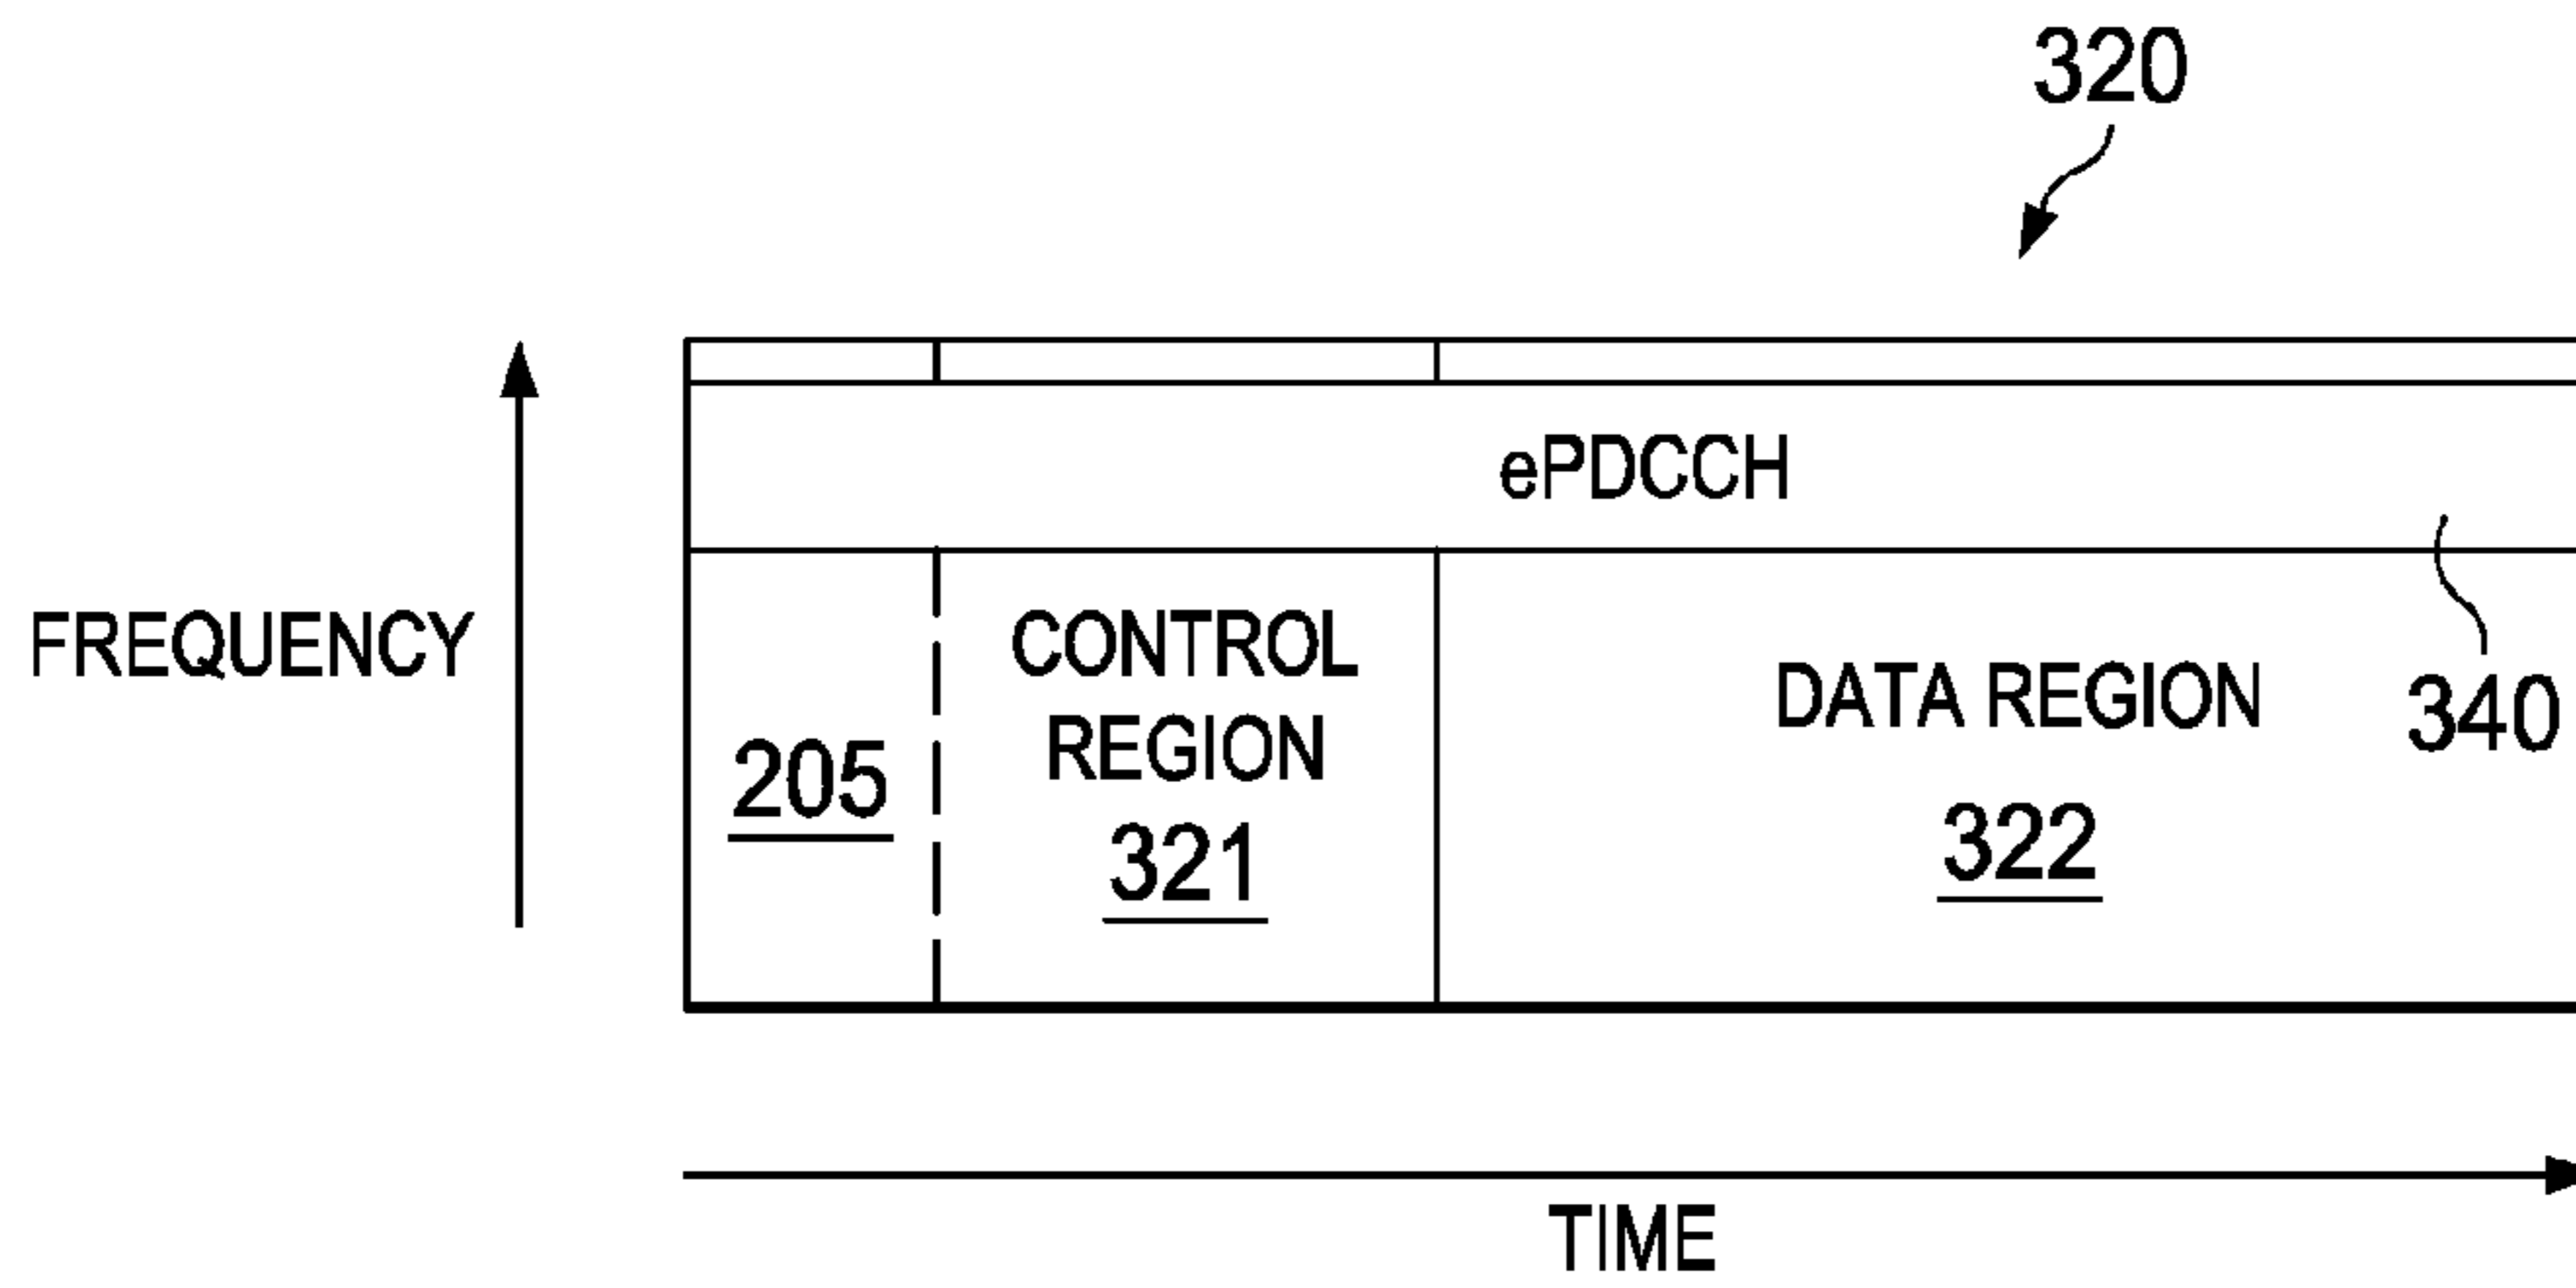 320
ePDCCH
FREQUENCY
CONTROL
REGION
321
205
DATA REGION
322
340
TIME